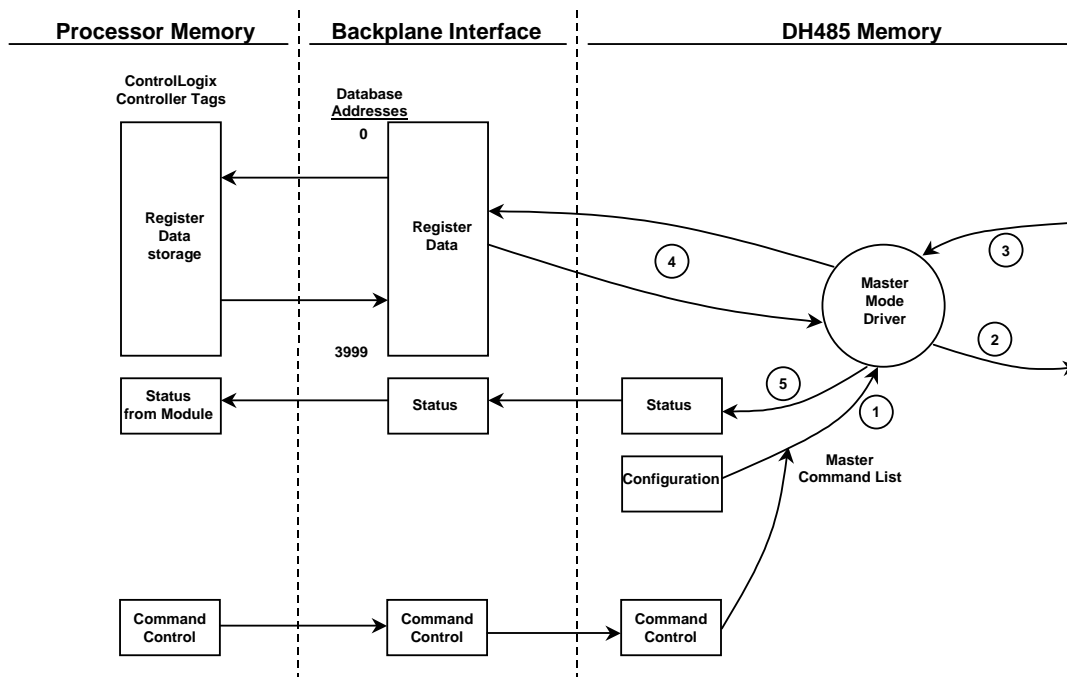 Processor Memory
Backplane Interface
DH485 Memory
ControlLogix
Controller Tags
Database
Addresses
0
Register
Data
storage
Register
Data
3999
4
3
Master
Mode
Driver
2
Status
from Module
Status
Status
5
1
Configuration
Master
Command List
Command
Control
Command
Control
Command
Control